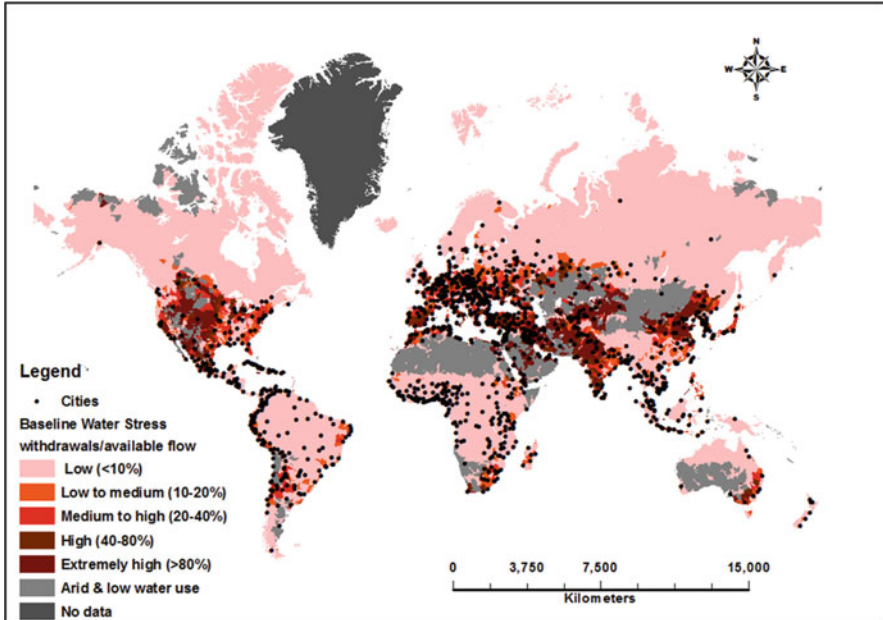 N
W E
S
Legend
Cities
Baseline Water Stress
withdrawals/available flow
Low (<10%)
Low to medium (10-20%)
Medium to high (20-40%)
High (40-80%)
Extremely high (>80%)
Arid & low water use
No data
0 3,750 7,500 15,000
Kilometers